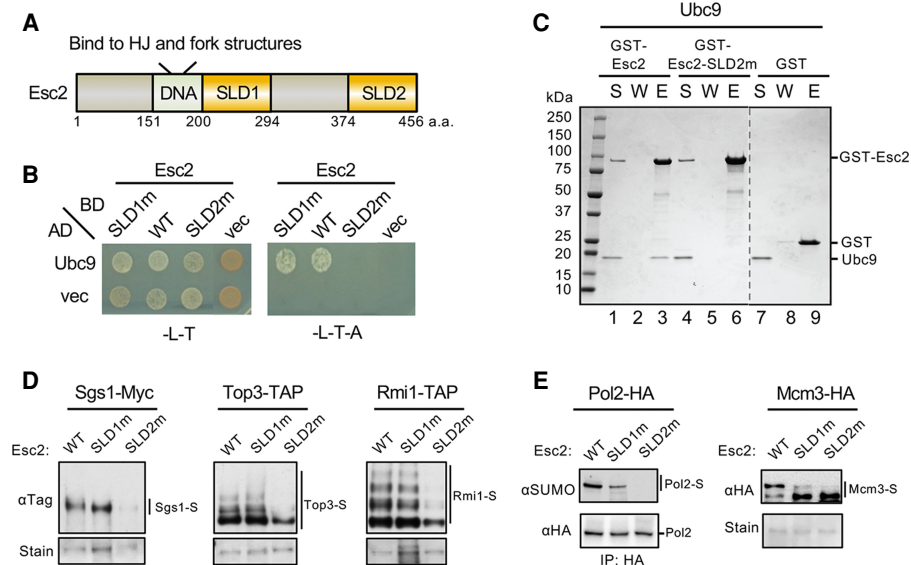 A
Bind to HJ and fork structures
Esc2
DNA SLD1 SLD2
1 151 200 294 374 456 a.a.
B
Esc2 Esc2
BD
AD
SLD1m WT SLD2m vec SLD1m WT SLD2m vec
Ubc9
vec
-L-T -L-T-A
C
Ubc9
GST-Esc2 GST-Esc2-SLD2m GST
S W E S W E S W E
kDa
250
150
100
75
50
37
25
20
15
10
GST-Esc2
GST
Ubc9
1 2 3 4 5 6 7 8 9
D
Sgs1-Myc Top3-TAP Rmi1-TAP
Esc2: WT SLD1m SLD2m WT SLD1m SLD2m WT SLD1m SLD2m
αTag Sgs1-S Top3-S Rmi1-S
Stain
E
Pol2-HA Mcm3-HA
Esc2: WT SLD1m SLD2m Esc2: WT SLD1m SLD2m
αSUMO Pol2-S αHA Mcm3-S
αHA Pol2 Stain
IP: HA